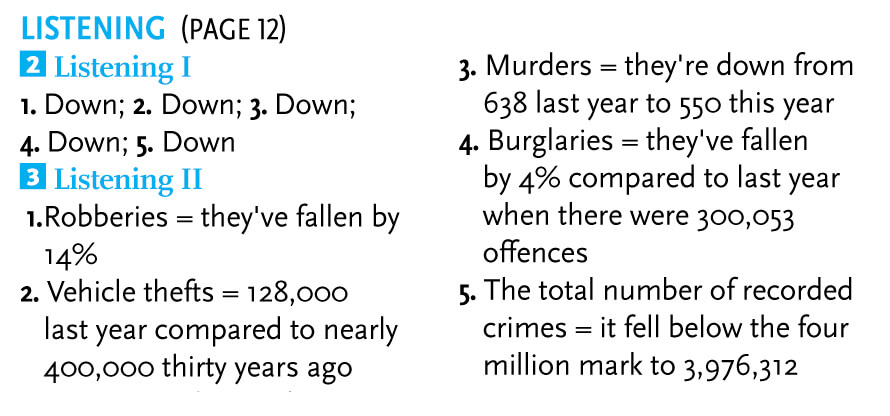 LISTENING (PAGE 12)
2 Listening I
1. Down; 2. Down; 3. Down;
4. Down; 5. Down
3 Listening II
1.Robberies = they've fallen by
14%
2. Vehicle thefts = 128,000
last year compared to nearly
400,000 thirty years ago
3. Murders = they're down from
638 last year to 550 this year
4. Burglaries = they've fallen
by 4% compared to last year
when there were 300,053
offences
5. The total number of recorded
crimes = it fell below the four
million mark to 3,976,312